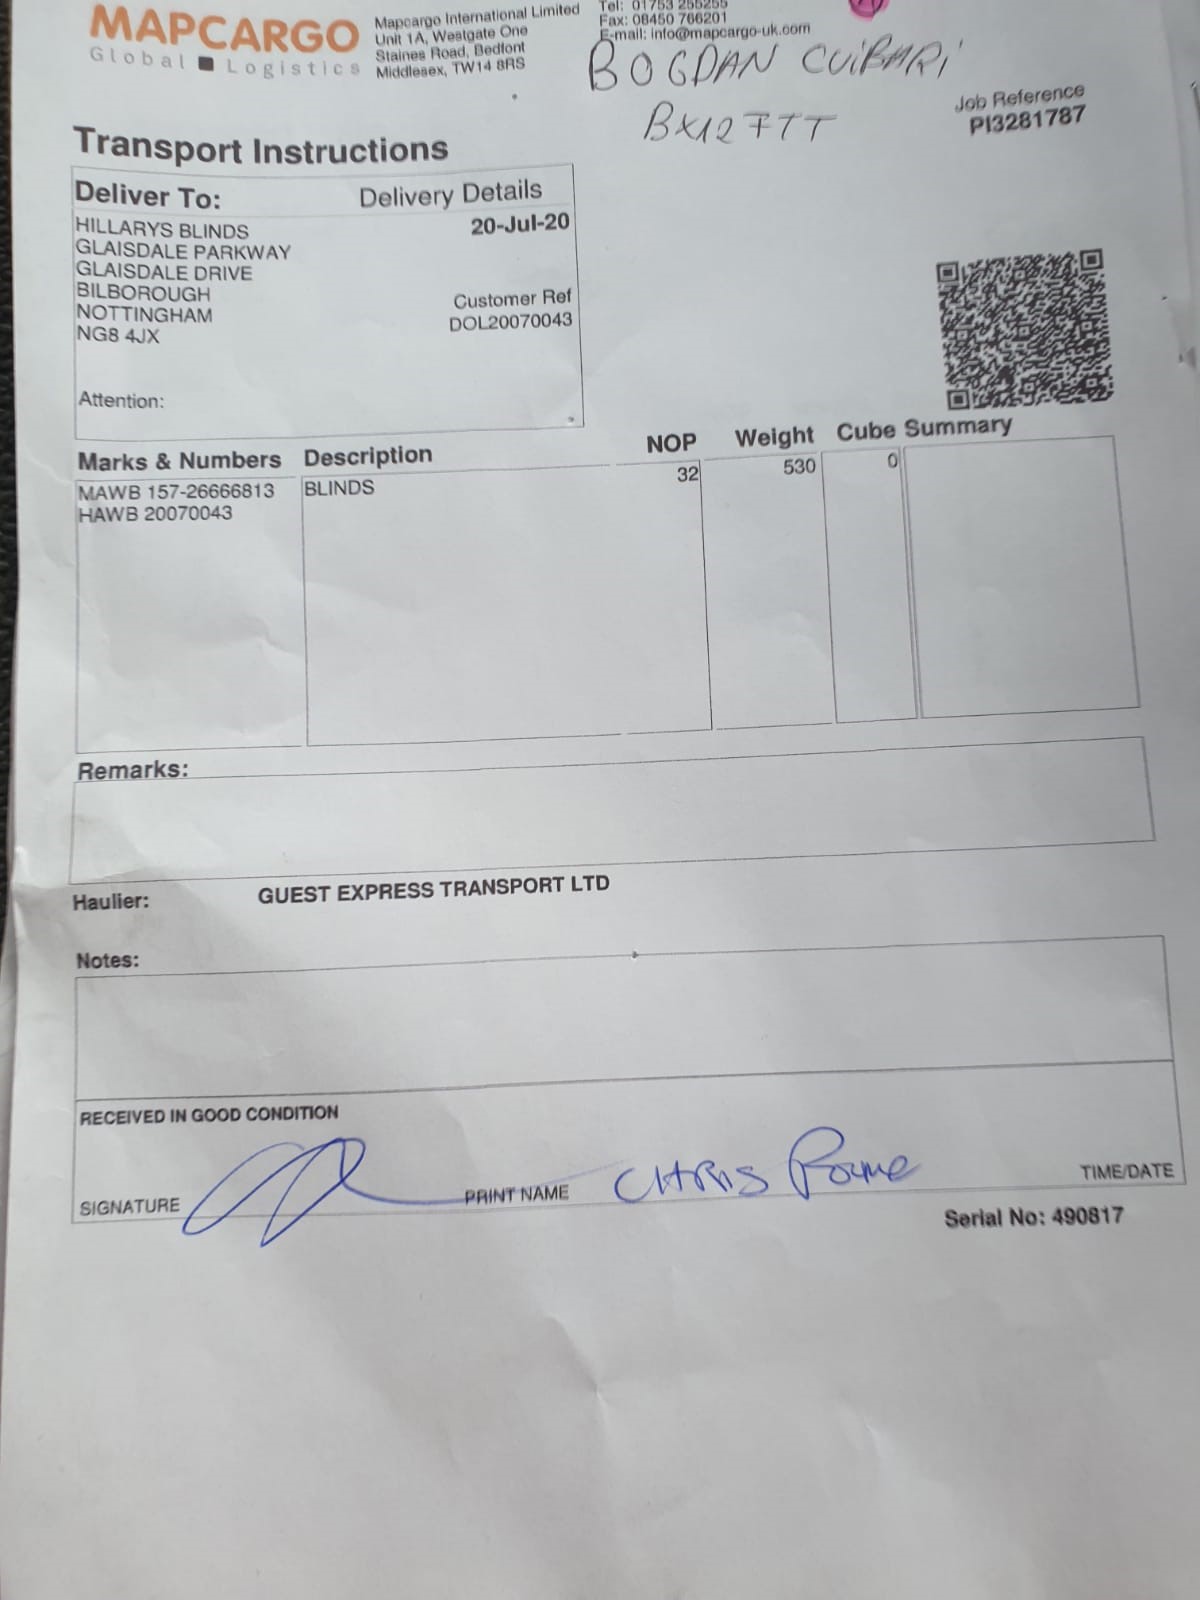 MAPCARGO
Global Logistics
Mapcargo International Limited
Unit 1A, Westgate One
Staines Road, Bedfont
Middlesex, TW14 8RS
Tel: 01753 255255
Fax: 08450 766201
E-mail: info@mapcargo-uk.com
BOGDAN CUIBARI
BX12 FTT
Job Reference
PI3281787
Transport Instructions
Deliver To: Delivery Details
HILLARYS BLINDS 20-Jul-20
GLAISDALE PARKWAY
GLAISDALE DRIVE
BILBOROUGH Customer Ref
NOTTINGHAM DOL20070043
NG8 4JX
Attention:
Marks & Numbers Description NOP Weight Cube Summary
MAWB 157-26666813 BLINDS 32 530 0
HAWB 20070043
Remarks:
Haulier: GUEST EXPRESS TRANSPORT LTD
Notes:
RECEIVED IN GOOD CONDITION
SIGNATURE PRINT NAME CHRIS TIME/DATE
Serial No: 490817